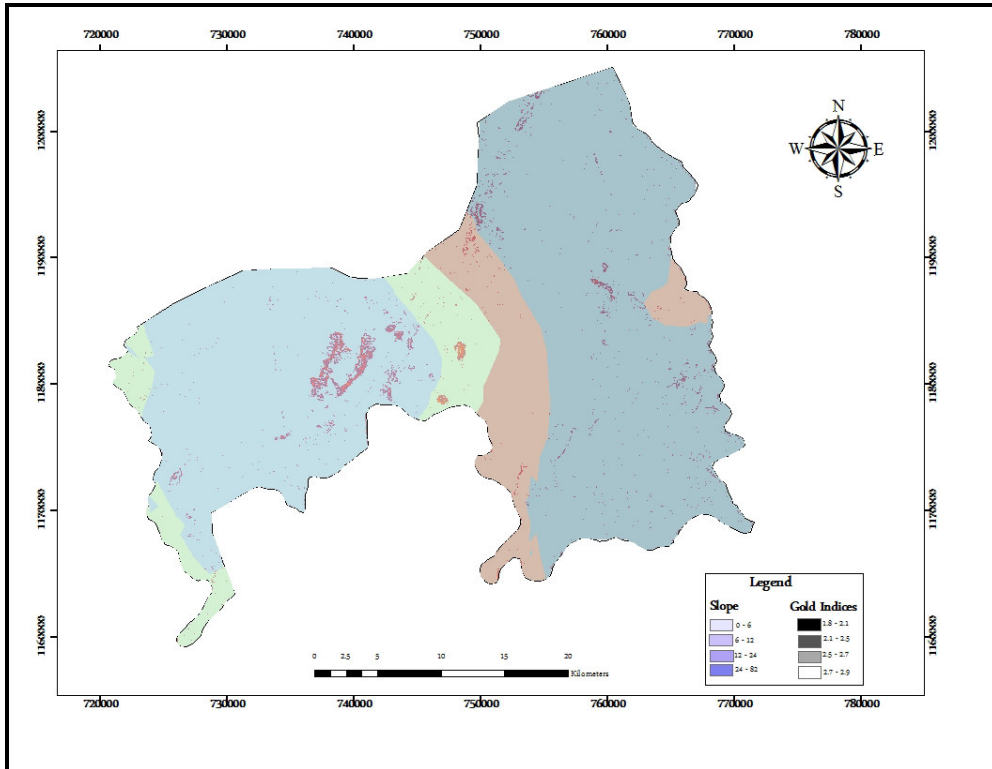 720000 730000 740000 750000 760000 770000 780000
1200000 1200000
1190000 1190000
1180000 1180000
1170000 1170000
1160000 1160000
N
W E
S
Legend
Slope Gold Indices
0 - 6 1.8 - 2.1
6 - 12 2.1 - 2.5
12 - 24 2.5 - 2.7
24 - 82 2.7 - 2.9
0 2.5 5 10 15 20
Kilometers
720000 730000 740000 750000 760000 770000 780000